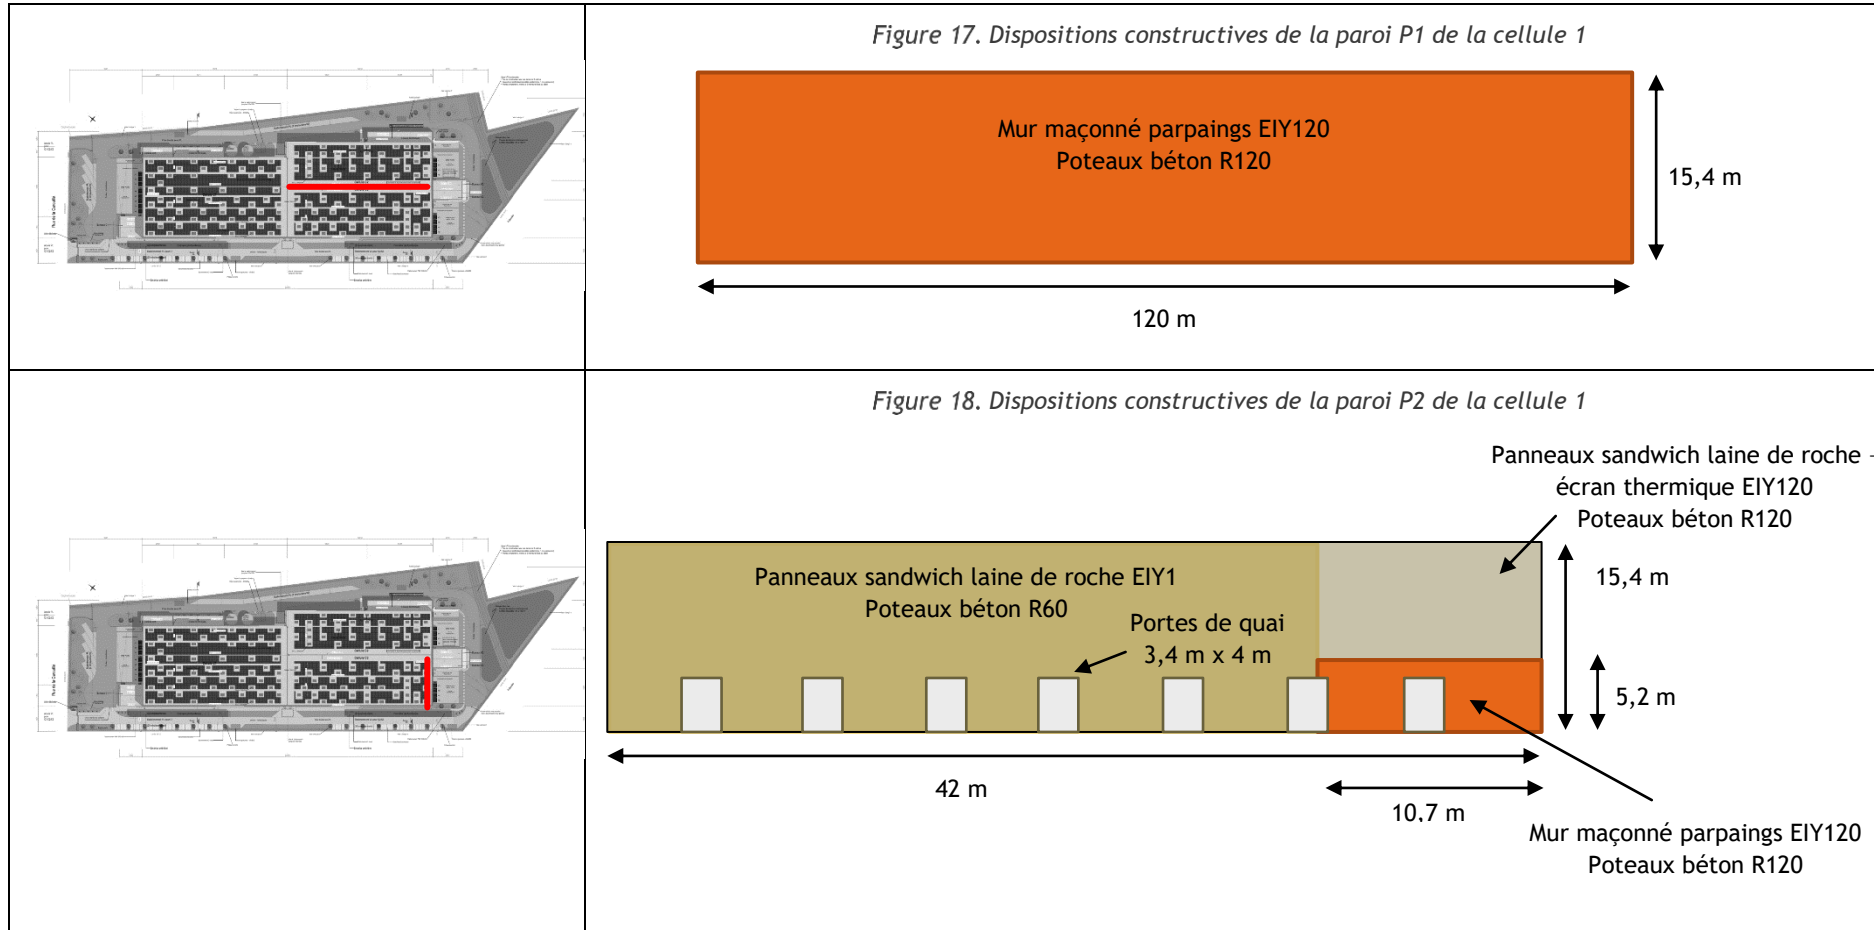 Figure 17. Dispositions constructives de la paroi P1 de la cellule 1
Mur maçonné parpaings EIY120
Poteaux béton R120
15,4 m
120 m
Figure 18. Dispositions constructives de la paroi P2 de la cellule 1
Panneaux sandwich laine de roche -
écran thermique EIY120
Poteaux béton R120
Panneaux sandwich laine de roche EIY1
Poteaux béton R60
Portes de quai
3,4 m x 4 m
15,4 m
5,2 m
42 m
10,7 m
Mur maçonné parpaings EIY120
Poteaux béton R120